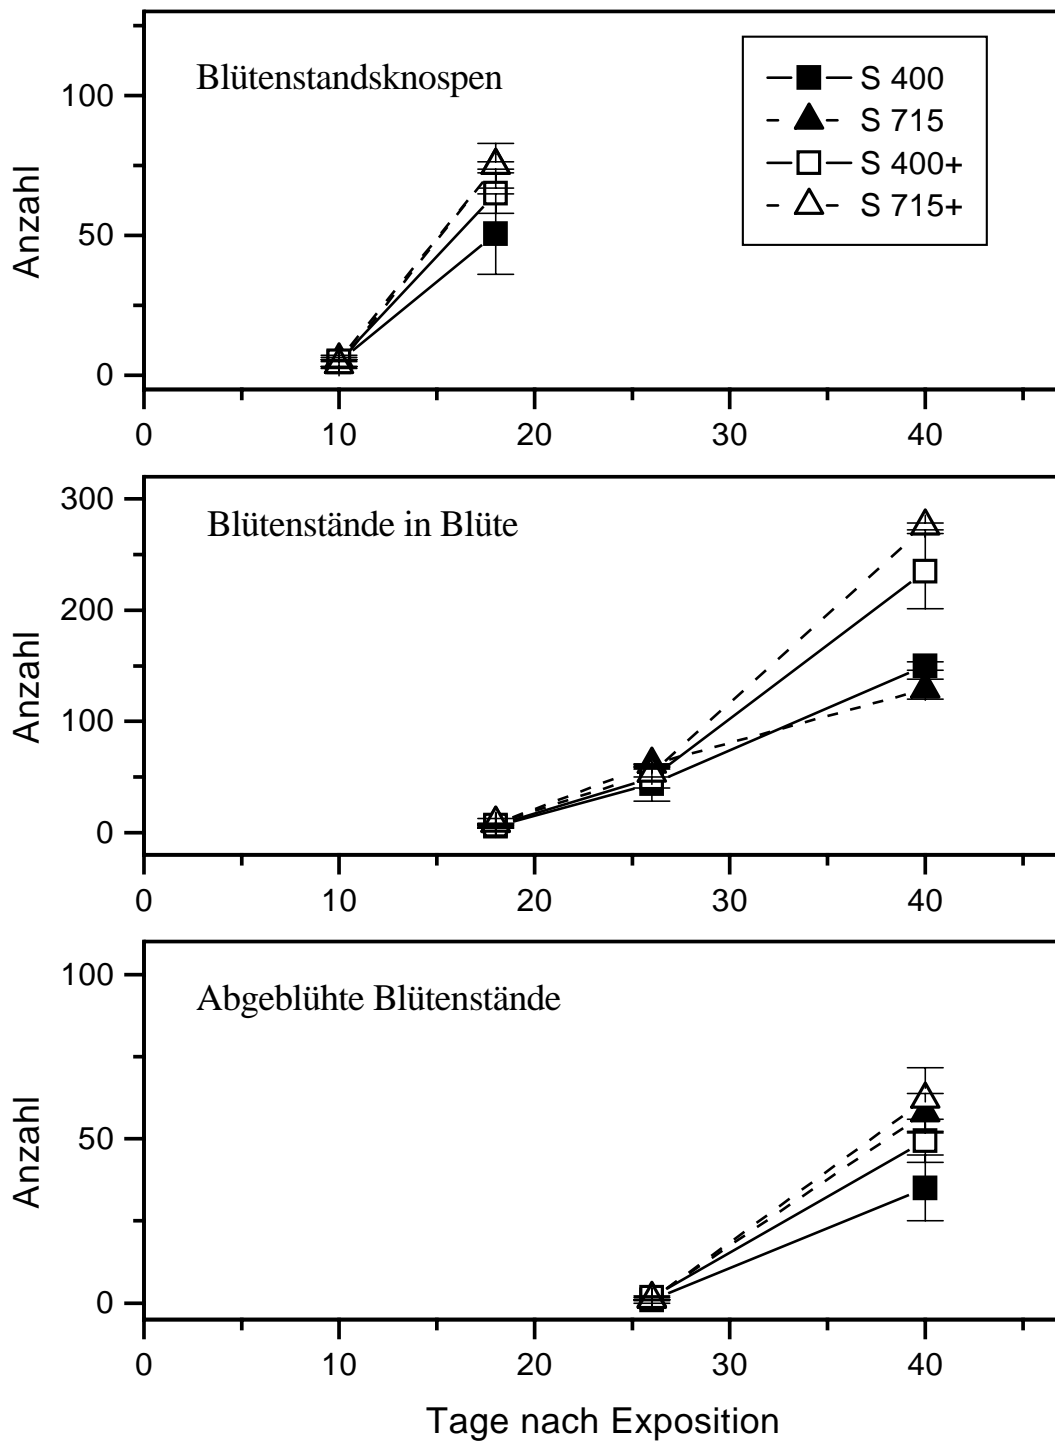 Blütenstandsknospen
S 400
S 715
S 400+
S 715+
Anzahl
100
50
0
0 10 20 30 40
Blütenstände in Blüte
Anzahl
300
200
100
0
0 10 20 30 40
Abgeblühte Blütenstände
Anzahl
100
50
0
0 10 20 30 40
Tage nach Exposition